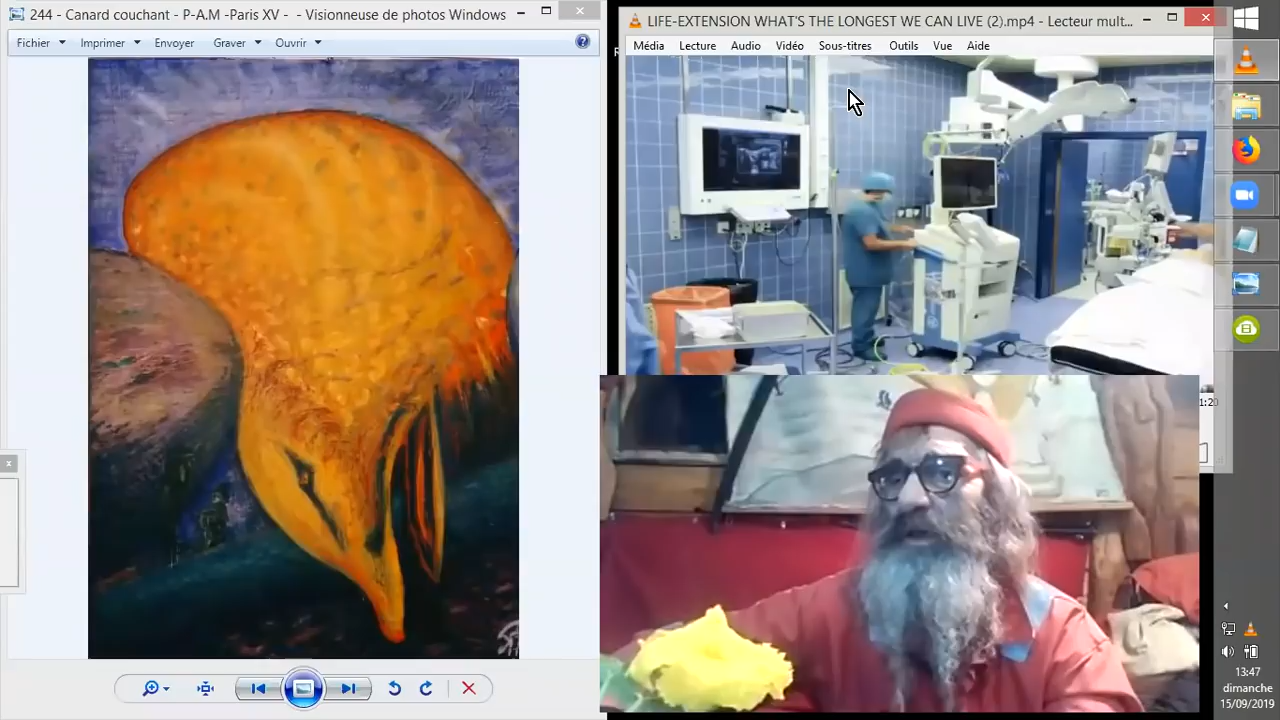 244 - Canard couchant - P-A.M -Paris XV . - Visionneuse de photos Windows
Fichier Imprimer Envoyer Graver Ouvrir
LIFE-EXTENSION WHAT'S THE LONGEST WE CAN LIVE (2).mp4 - Lecteur mult...
Média Lecture Audio Vidéo Sous-titres Outils Vue Aide
1:20
13:47
dimanche
15/09/2019